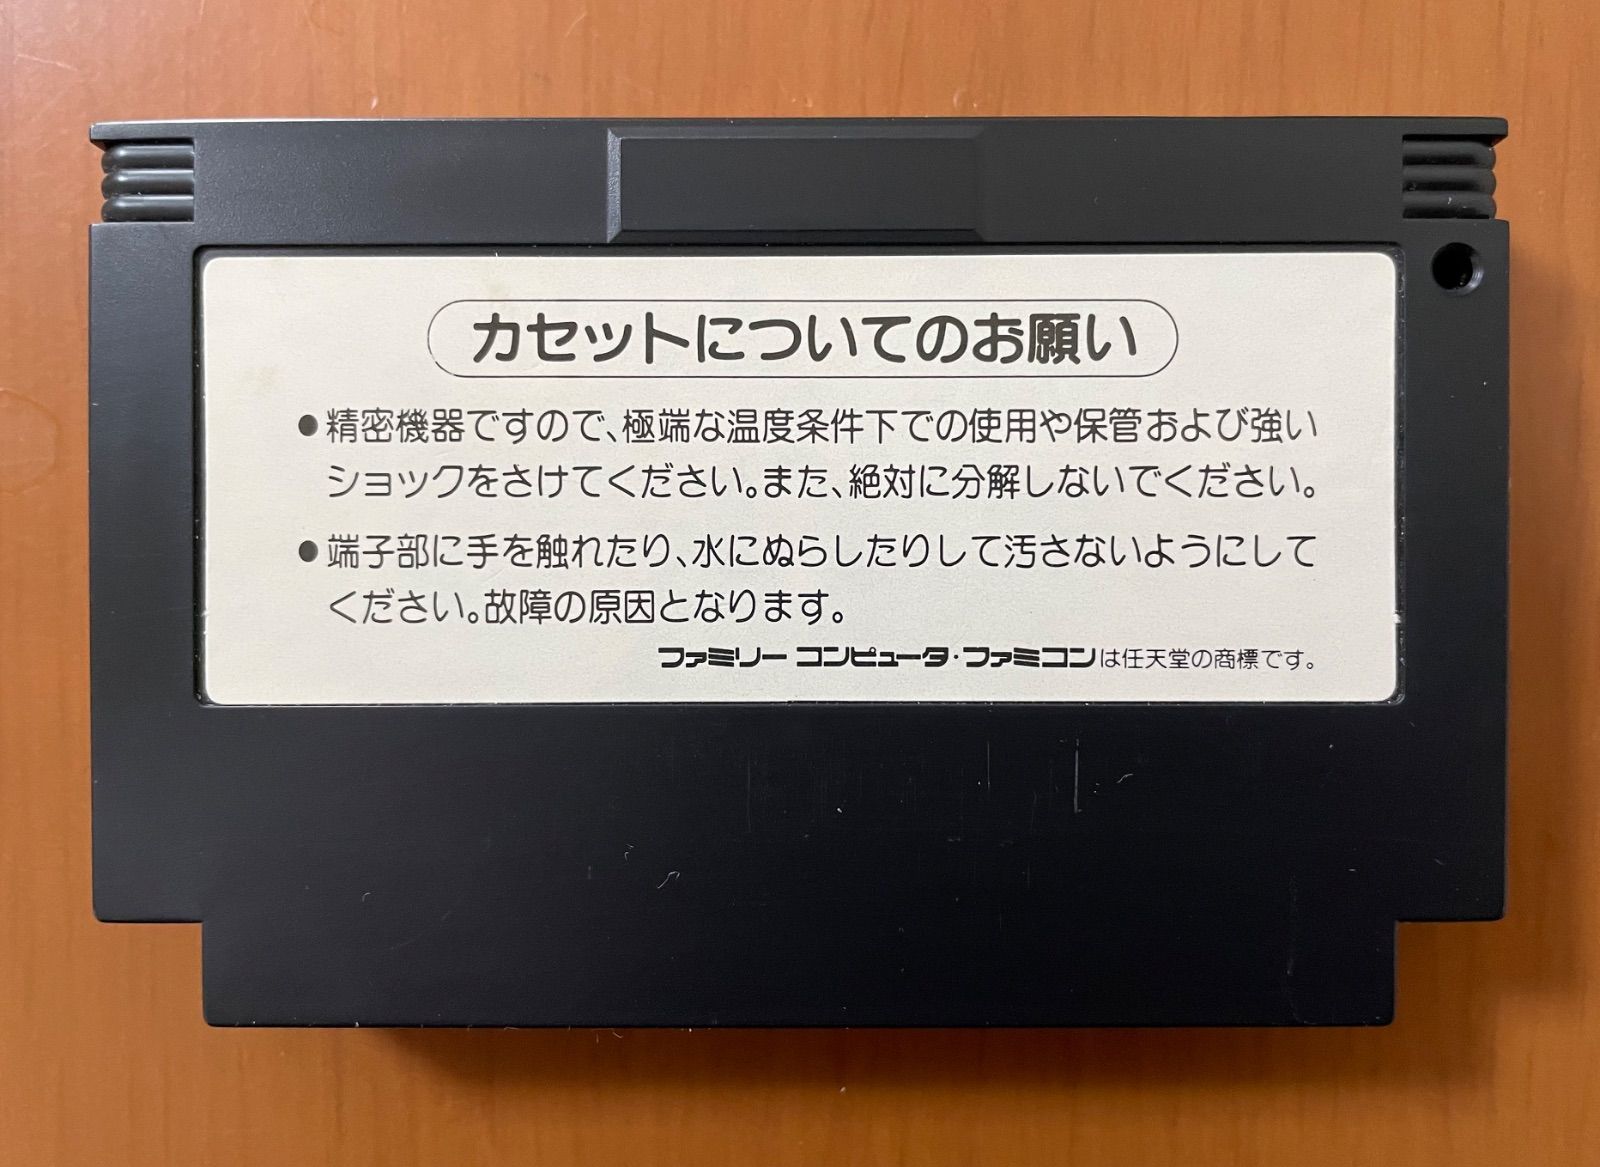 カセットについてのお願い
●精密機器ですので、極端な温度条件下での使用や保管および強い
ショックをさけてください。また、絶対に分解しないでください。
●端子部に手を触れたり、水にぬらしたりして汚さないようにして
ください。故障の原因となります。
ファミリー コンピュータ・ファミコンは任天堂の商標です。